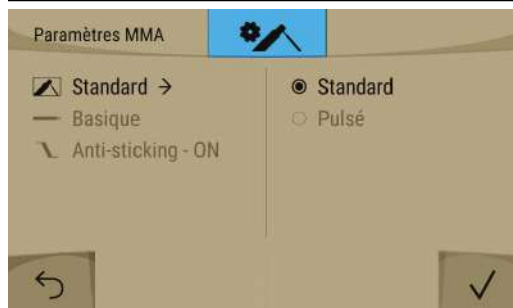 Paramètres MMA
Standard →
Basique
Anti-sticking - ON
Standard
Pulsé